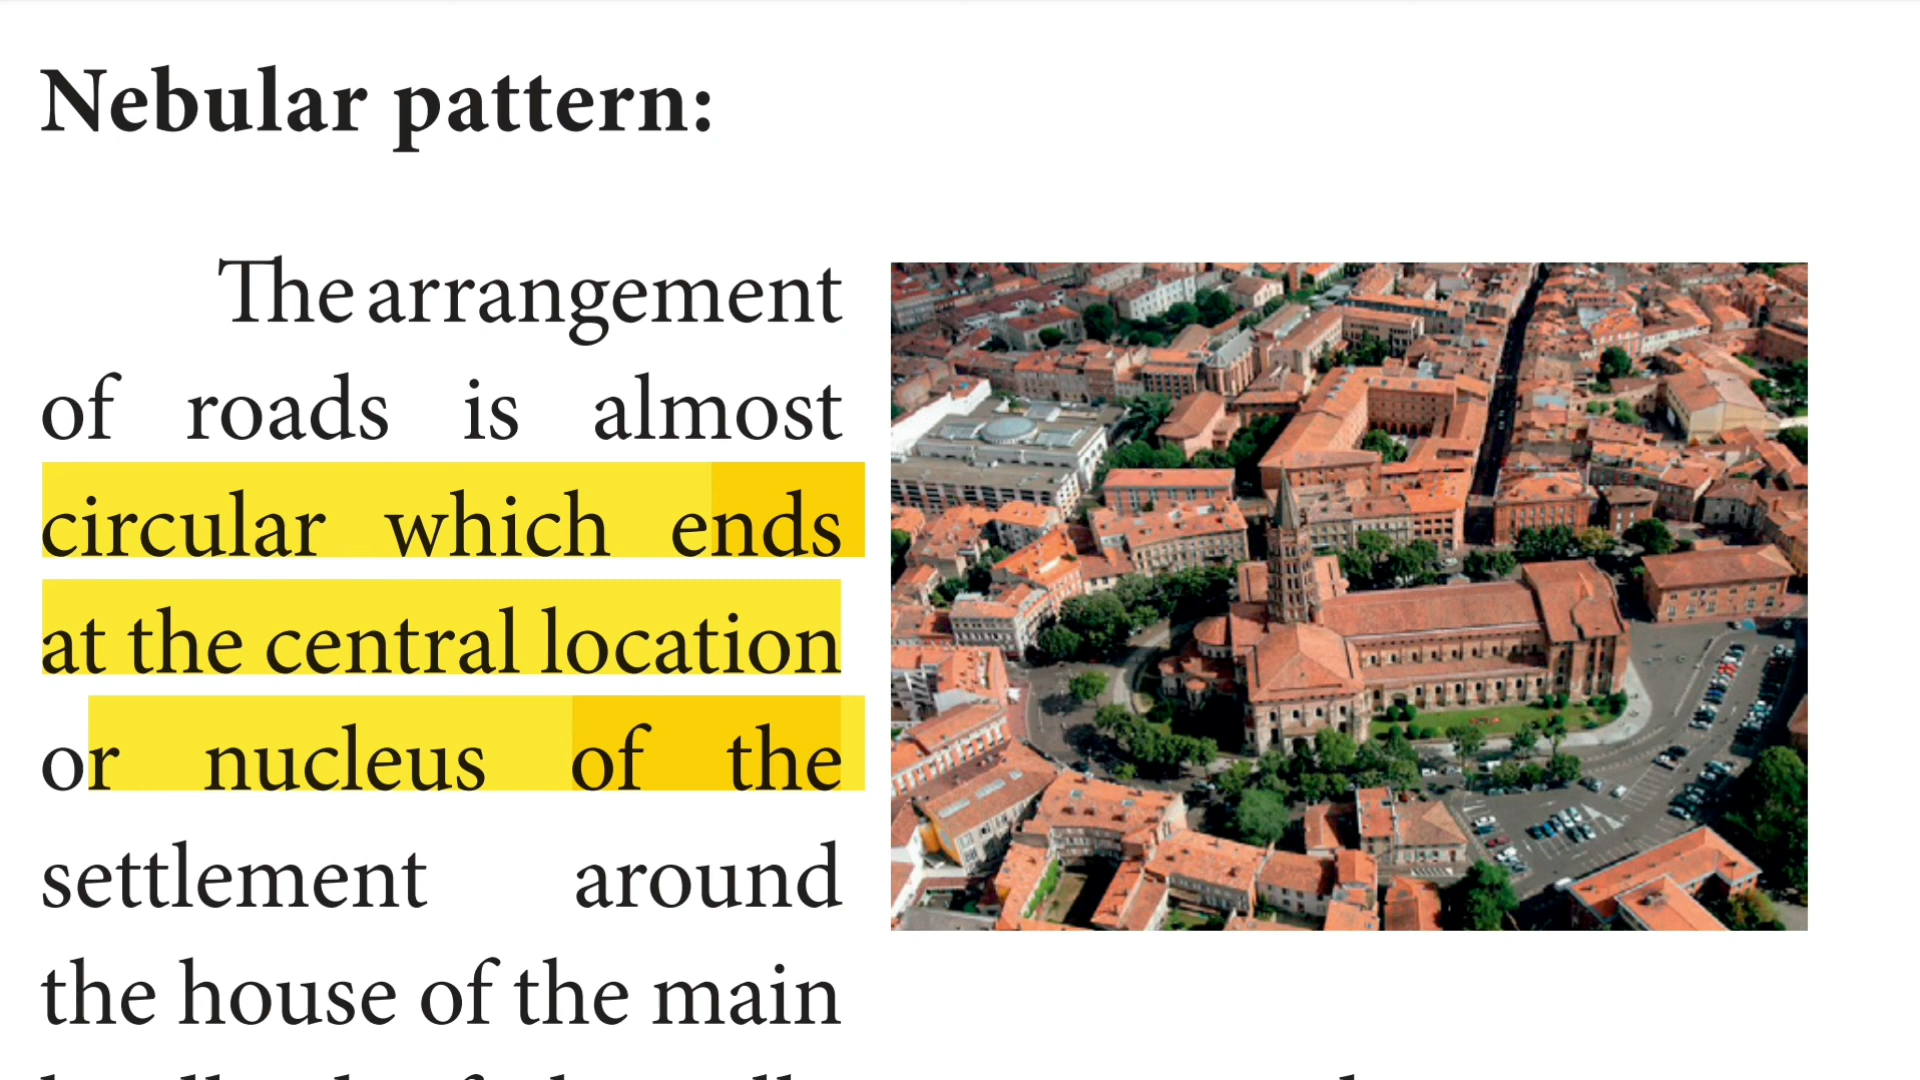 Nebular pattern:
The arrangement
of roads is almost
circular which ends
at the central location
or nucleus of the
settlement around
the house of the main